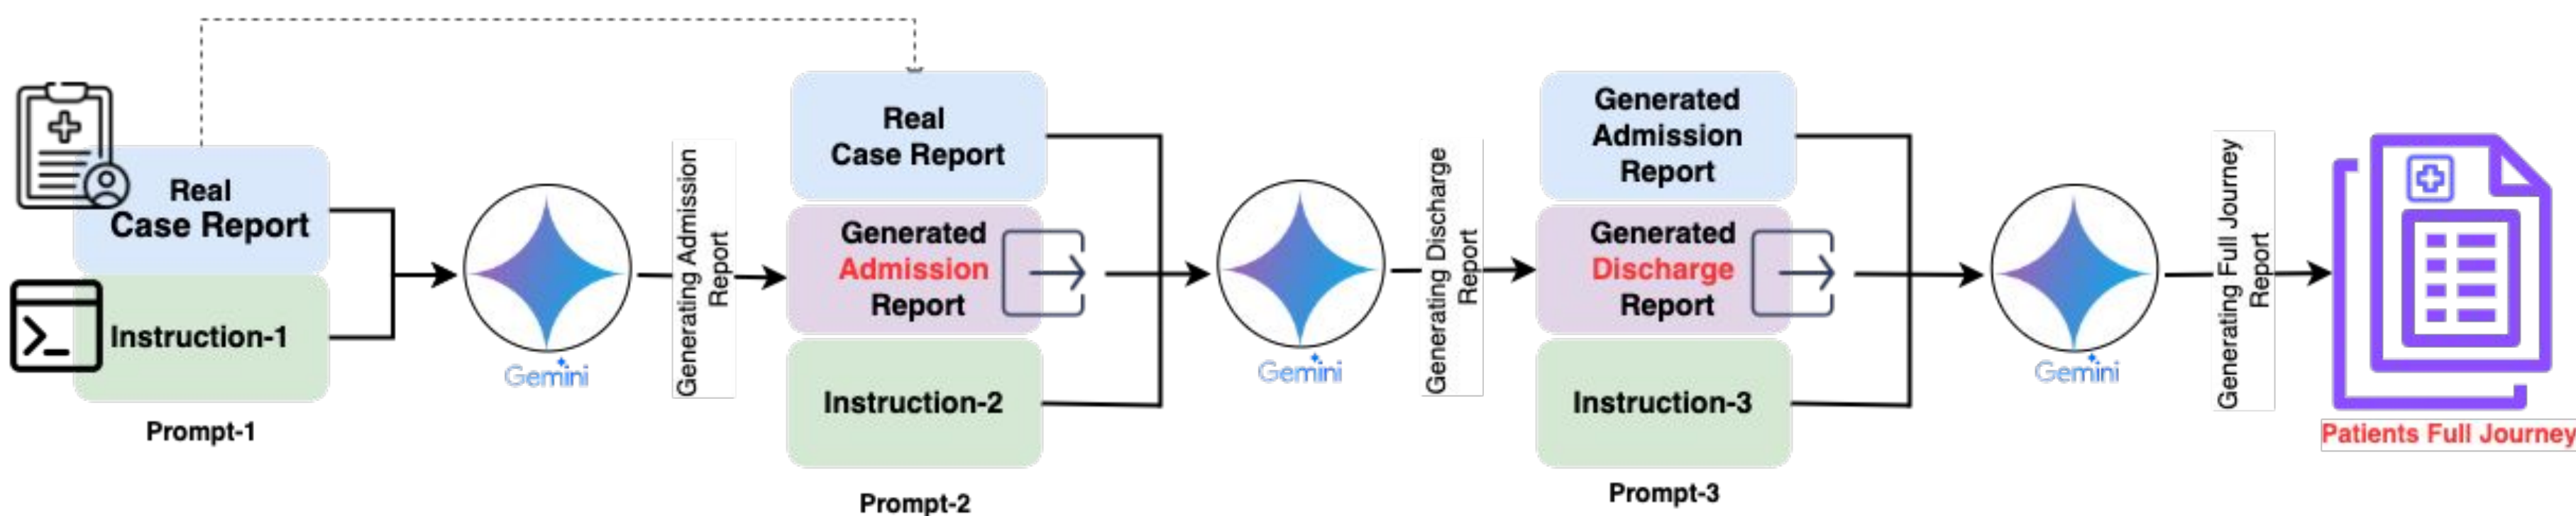 Real
Case Report
Instruction-1
Prompt-1
Gemini
Generating Admission
Report
Real
Case Report
Generated
Admission
Report
Instruction-2
Prompt-2
Gemini
Generating Discharge
Report
Generated
Admission
Report
Generated
Discharge
Report
Instruction-3
Prompt-3
Gemini
Generating Full Journey
Report
Patients Full Journey